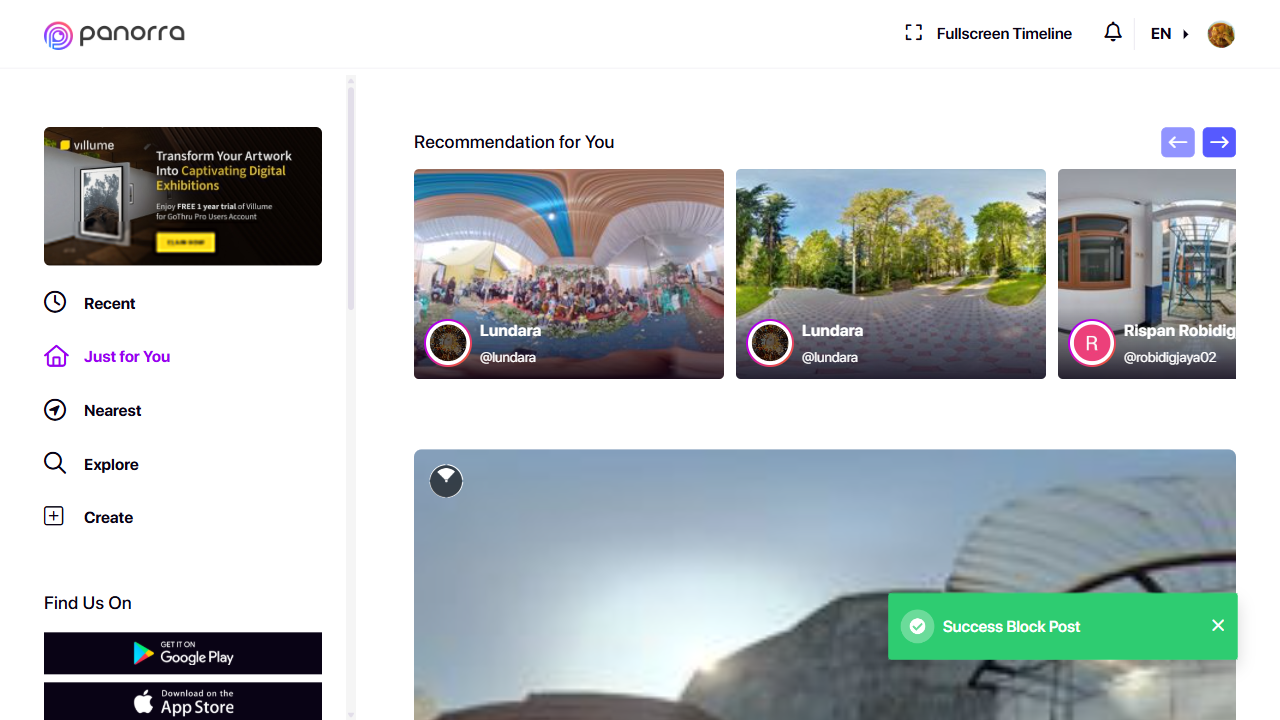 panorra
Fullscreen Timeline
EN
villume
Transform Your Artwork
Into Captivating Digital
Exhibitions
Enjoy FREE 1 year trial of Villume
for GoThru Pro Users Account
CLAIM NOW
Recent
Just for You
Nearest
Explore
Create
Find Us On
GET IT ON
Google Play
Download on the
App Store
Recommendation for You
Lundara
@lundara
Lundara
@lundara
R
Rispan Robidig
@robidigjaya02
Success Block Post